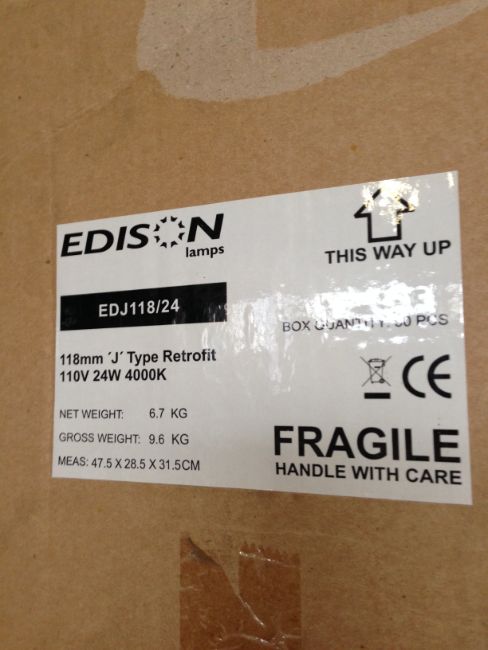 EDISON
lamps
THIS WAY UP
EDJ118/24
BOX QUANTITY: PCS
118mm ´J´ Type Retrofit
110V 24W 4000K
CE
NET WEIGHT: 6.7 KG
GROSS WEIGHT: 9.6 KG
MEAS: 47.5 X 28.5 X 31.5CM
FRAGILE
HANDLE WITH CARE